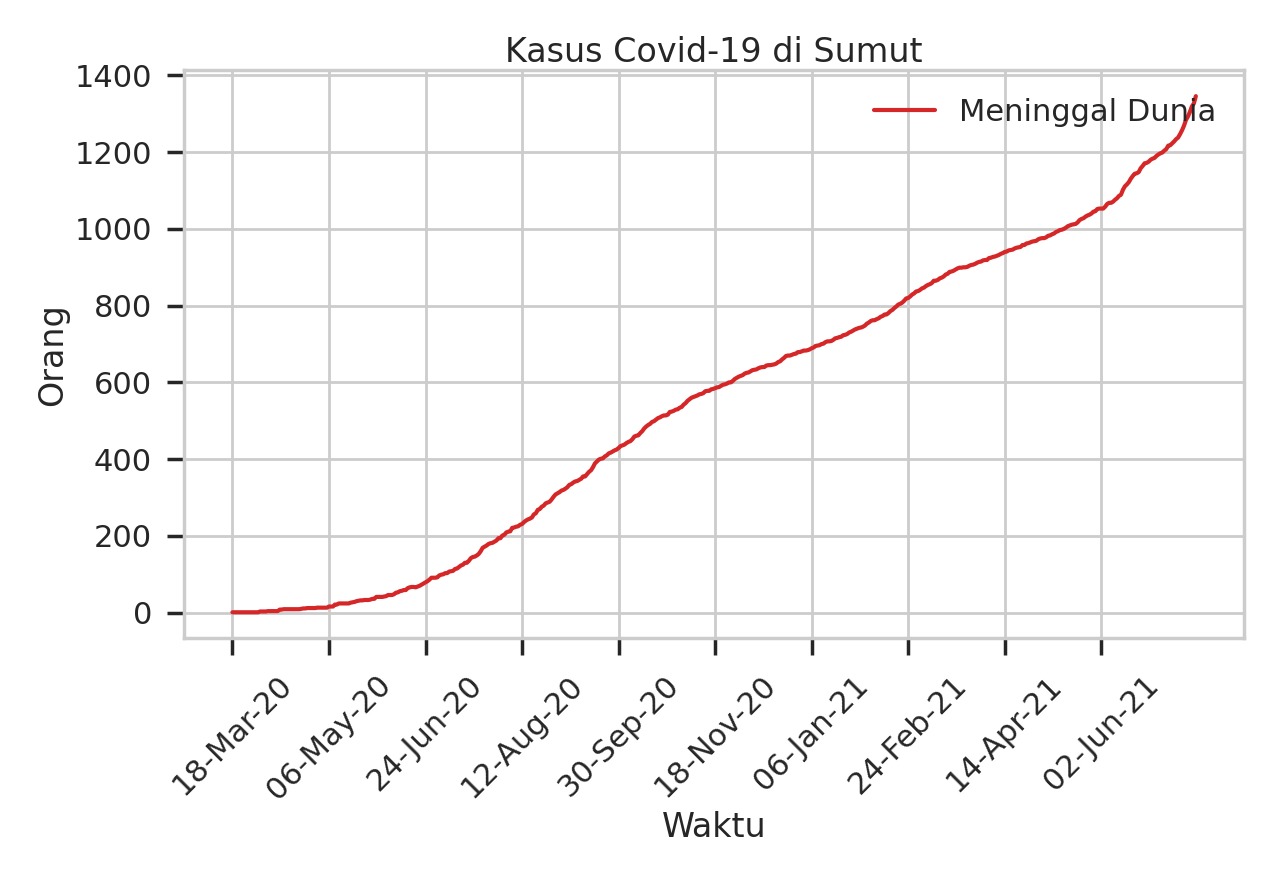 Kasus Covid-19 di Sumut
Meninggal Dunia
1400
1200
1000
800
600
400
200
0
Orang
18-Mar-20
06-May-20
24-Jun-20
12-Aug-20
30-Sep-20
18-Nov-20
06-Jan-21
24-Feb-21
14-Apr-21
02-Jun-21
Waktu